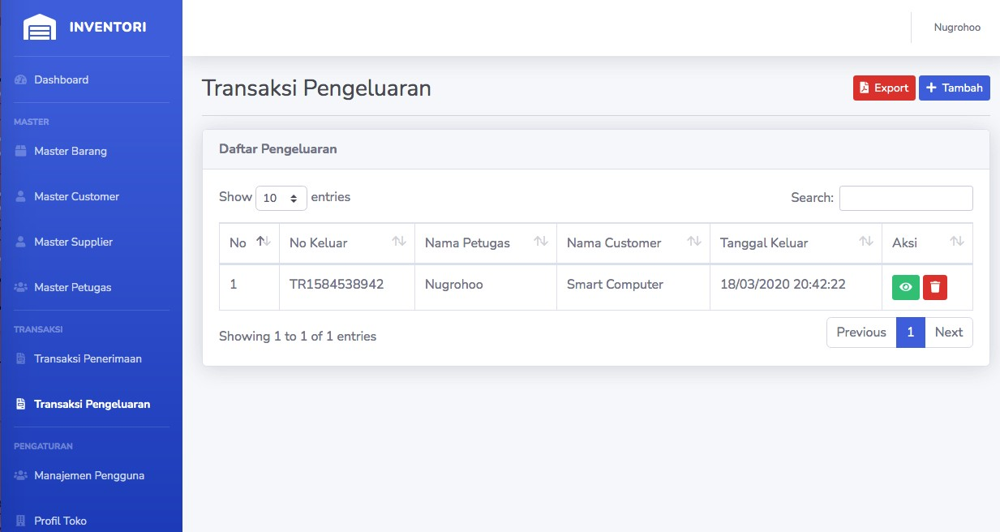 INVENTORI
Nugrohoo
Dashboard
MASTER
Master Barang
Master Customer
Master Supplier
Master Petugas
TRANSAKSI
Transaksi Penerimaan
Transaksi Pengeluaran
PENGATURAN
Manajemen Pengguna
Profil Toko
Transaksi Pengeluaran
Export
Tambah
Daftar Pengeluaran
Show 10 entries
Search:
No No Keluar Nama Petugas Nama Customer Tanggal Keluar Aksi
1 TR1584538942 Nugrohoo Smart Computer 18/03/2020 20:42:22
Showing 1 to 1 of 1 entries
Previous 1 Next